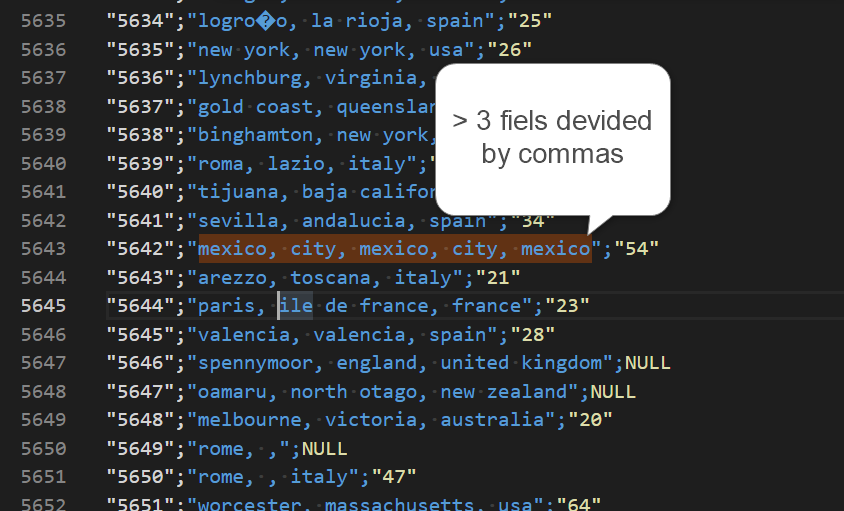 5635 "5634";"logro�o, la rioja, spain";"25"
5636 "5635";"new york, new york, usa";"26"
5637 "5636";"lynchburg, virginia,
5638 "5637";"gold coast, queenslan
5639 "5638";"binghamton, new york,
5640 "5639";"roma, lazio, italy";"
5641 "5640";"tijuana, baja califor
5642 "5641";"sevilla, andalucia, spain";"34"
5643 "5642";"mexico, city, mexico, city, mexico";"54"
5644 "5643";"arezzo, toscana, italy";"21"
5645 "5644";"paris, ile de france, france";"23"
5646 "5645";"valencia, valencia, spain";"28"
5647 "5646";"spennymoor, england, united kingdom";NULL
5648 "5647";"oamaru, north otago, new zealand";NULL
5649 "5648";"melbourne, victoria, australia";"20"
5650 "5649";"rome, ,";NULL
5651 "5650";"rome, , italy";"47"
5652 "5651";"worcester, massachusetts, usa";"64"
> 3 fiels devided
by commas